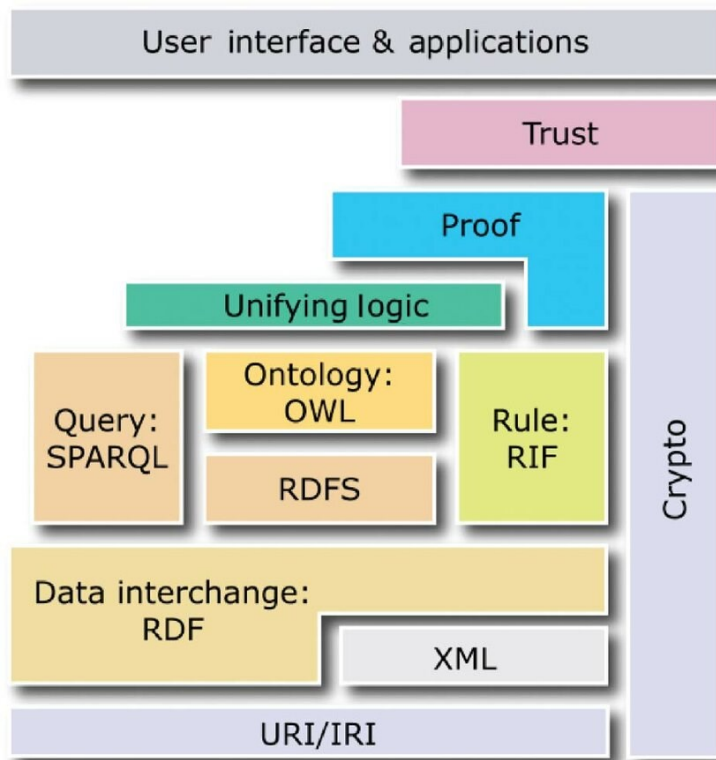 User interface & applications
Trust
Proof
Unifying logic
Ontology:
OWL
Query:
SPARQL
Rule:
RIF
RDFS
Crypto
Data interchange:
RDF
XML
URI/IRI